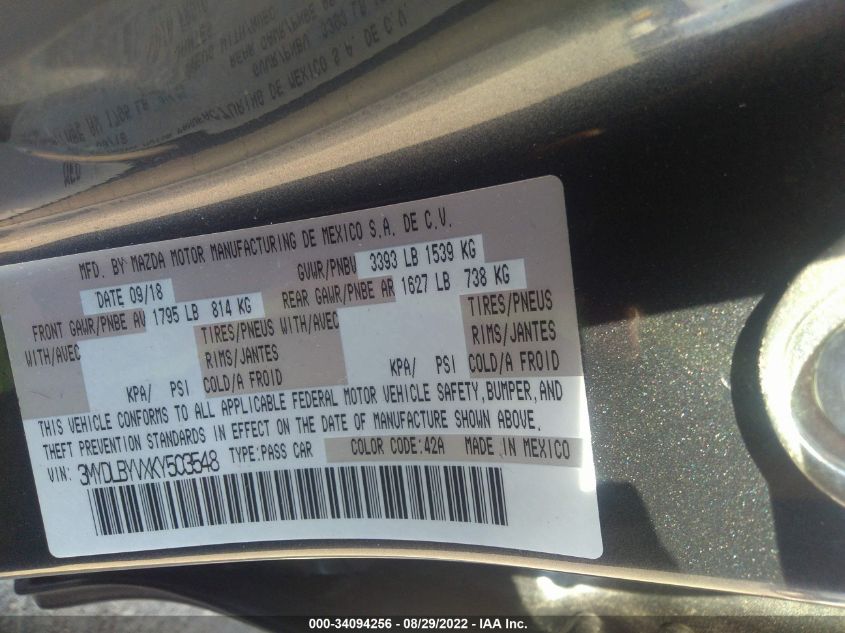 MFD. BY MAZDA MOTOR MANUFACTURING DE MEXICO S.A. DE C.V.
DATE 09/18 GVWR/PNBV 3393 LB 1539 KG
FRONT GAWR/PNBE AV 1795 LB 814 KG REAR GAWR/PNBE AR 1627 LB 738 KG
WITH/AVEC TIRES/PNEUS WITH/AVEC TIRES/PNEUS
RIMS/JANTES RIMS/JANTES
KPA/ PSI COLD/A FROID KPA/ PSI COLD/A FROID
THIS VEHICLE CONFORMS TO ALL APPLICABLE FEDERAL MOTOR VEHICLE SAFETY, BUMPER, AND
THEFT PREVENTION STANDARDS IN EFFECT ON THE DATE OF MANUFACTURE SHOWN ABOVE.
VIN: 3MYDLBYVXKY503548 TYPE:PASS CAR COLOR CODE:42A MADE IN MEXICO
000-34094256 - 08/29/2022 - IAA Inc.